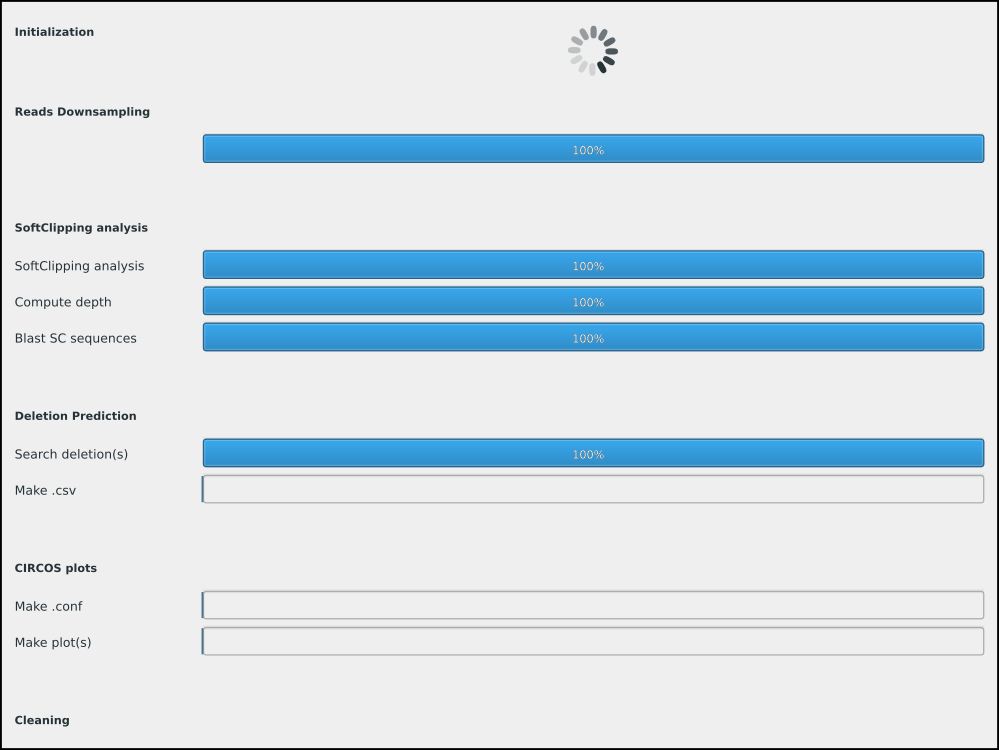 Initialization
Reads Downsampling
100%
SoftClipping analysis
SoftClipping analysis 100%
Compute depth 100%
Blast SC sequences 100%
Deletion Prediction
Search deletion(s) 100%
Make .csv
CIRCOS plots
Make .conf
Make plot(s)
Cleaning